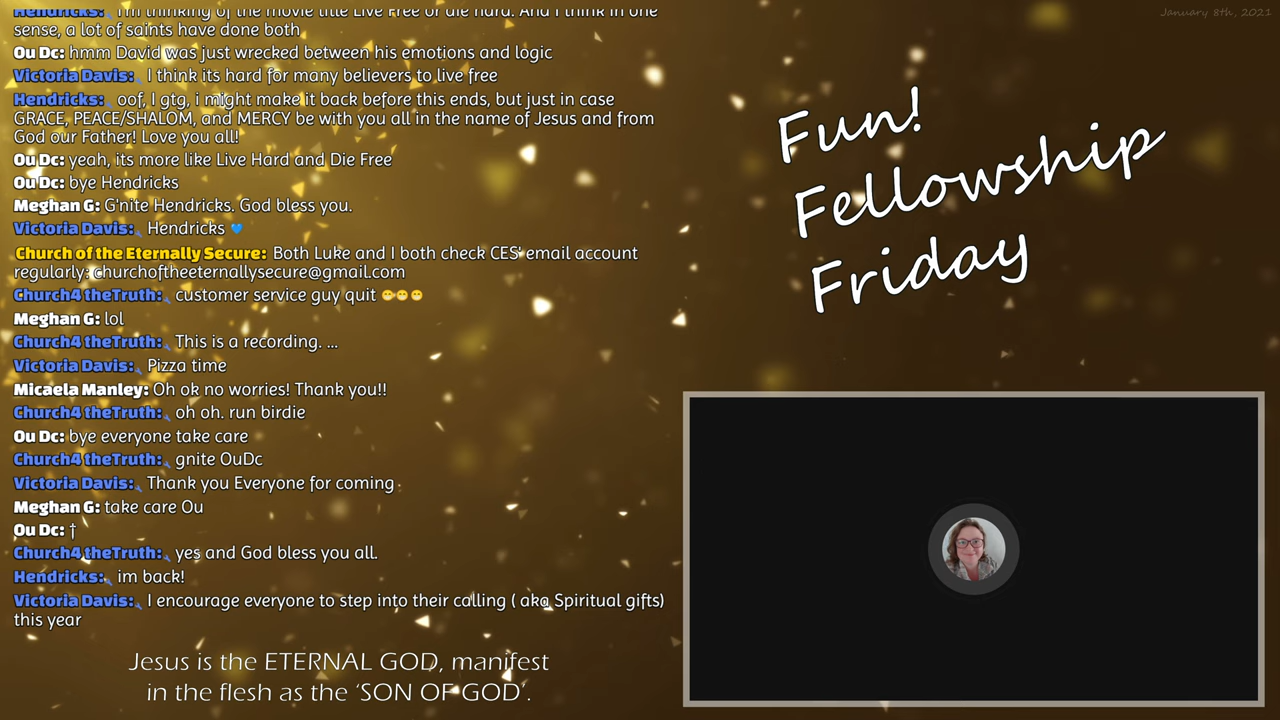 Hendricks: I'm thinking of the movie title Live Free or die hard. And I think in one
sense, a lot of saints have done both
Ou Dc: hmm David was just wrecked between his emotions and logic
Victoria Davis: I think its hard for many believers to live free
Hendricks: oof, I gtg, i might make it back before this ends, but just in case
GRACE, PEACE/SHALOM, and MERCY be with you all in the name of Jesus and from
God our Father! Love you all!
Ou Dc: yeah, its more like Live Hard and Die Free
Ou Dc: bye Hendricks
Meghan G: G'nite Hendricks. God bless you.
Victoria Davis: Hendricks 💙
Church of the Eternally Secure: Both Luke and I both check CES' email account
regularly: churchoftheeternallysecure@gmail.com
Church4 theTruth: customer service guy quit 😁😁😁
Meghan G: lol
Church4 theTruth: This is a recording. ...
Victoria Davis: Pizza time
Micaela Manley: Oh ok no worries! Thank you!!
Church4 theTruth: oh oh. run birdie
Ou Dc: bye everyone take care
Church4 theTruth: gnite OuDc
Victoria Davis: Thank you Everyone for coming
Meghan G: take care Ou
Ou Dc: †
Church4 theTruth: yes and God bless you all.
Hendricks: im back!
Victoria Davis: I encourage everyone to step into their calling ( aka Spiritual gifts)
this year
Jesus is the ETERNAL GOD, manifest
in the flesh as the ‘SON OF GOD’.
January 8th, 2021
Fun!
Fellowship
Friday